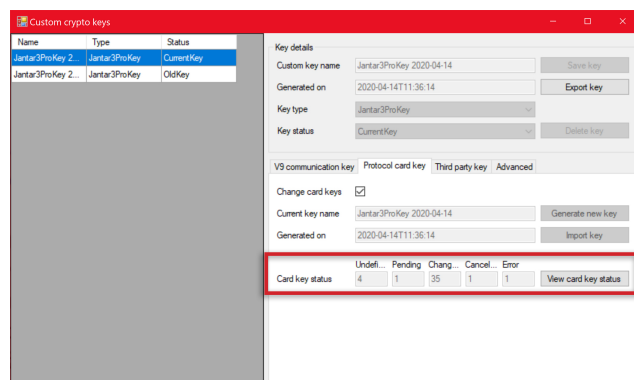 Custom crypto keys
Name Type Status
Jantar3ProKey 2... Jantar3ProKey CurrentKey
Jantar3ProKey 2... Jantar3ProKey OldKey
Key details
Custom key name Jantar3ProKey 2020-04-14 Save key
Generated on 2020-04-14T11:36:14 Export key
Key type Jantar3ProKey
Key status CurrentKey Delete key
V9 communication key Protocol card key Third party key Advanced
Change card keys
Current key name Jantar3ProKey 2020-04-14 Generate new key
Generated on 2020-04-14T11:36:14 Import key
Undefi... Pending Chang... Cancel... Error
Card key status 4 1 35 1 1 View card key status